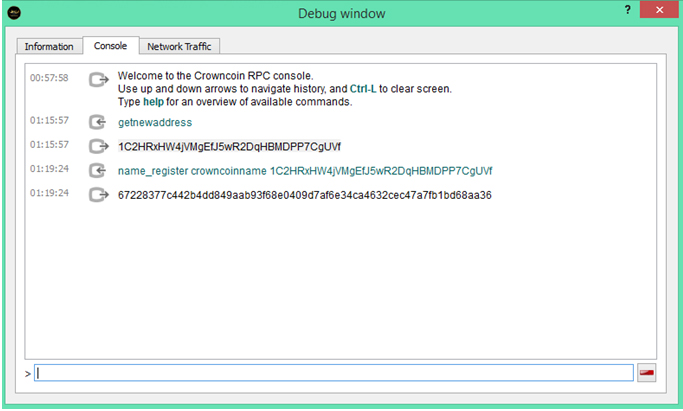 Debug window
?
Information Console Network Traffic
00:57:58 Welcome to the Crowncoin RPC console.
Use up and down arrows to navigate history, and Ctrl-L to clear screen.
Type help for an overview of available commands.
01:15:57 getnewaddress
01:15:57 1C2HRxHW4jVMgEfJ5wR2DqHBMDPP7CgUVf
01:19:24 name_register crowncoinname 1C2HRxHW4jVMgEfJ5wR2DqHBMDPP7CgUVf
01:19:24 67228377c442b4dd849aab93f68e0409d7af6e34ca4632cec47a7fb1bd68aa36
>